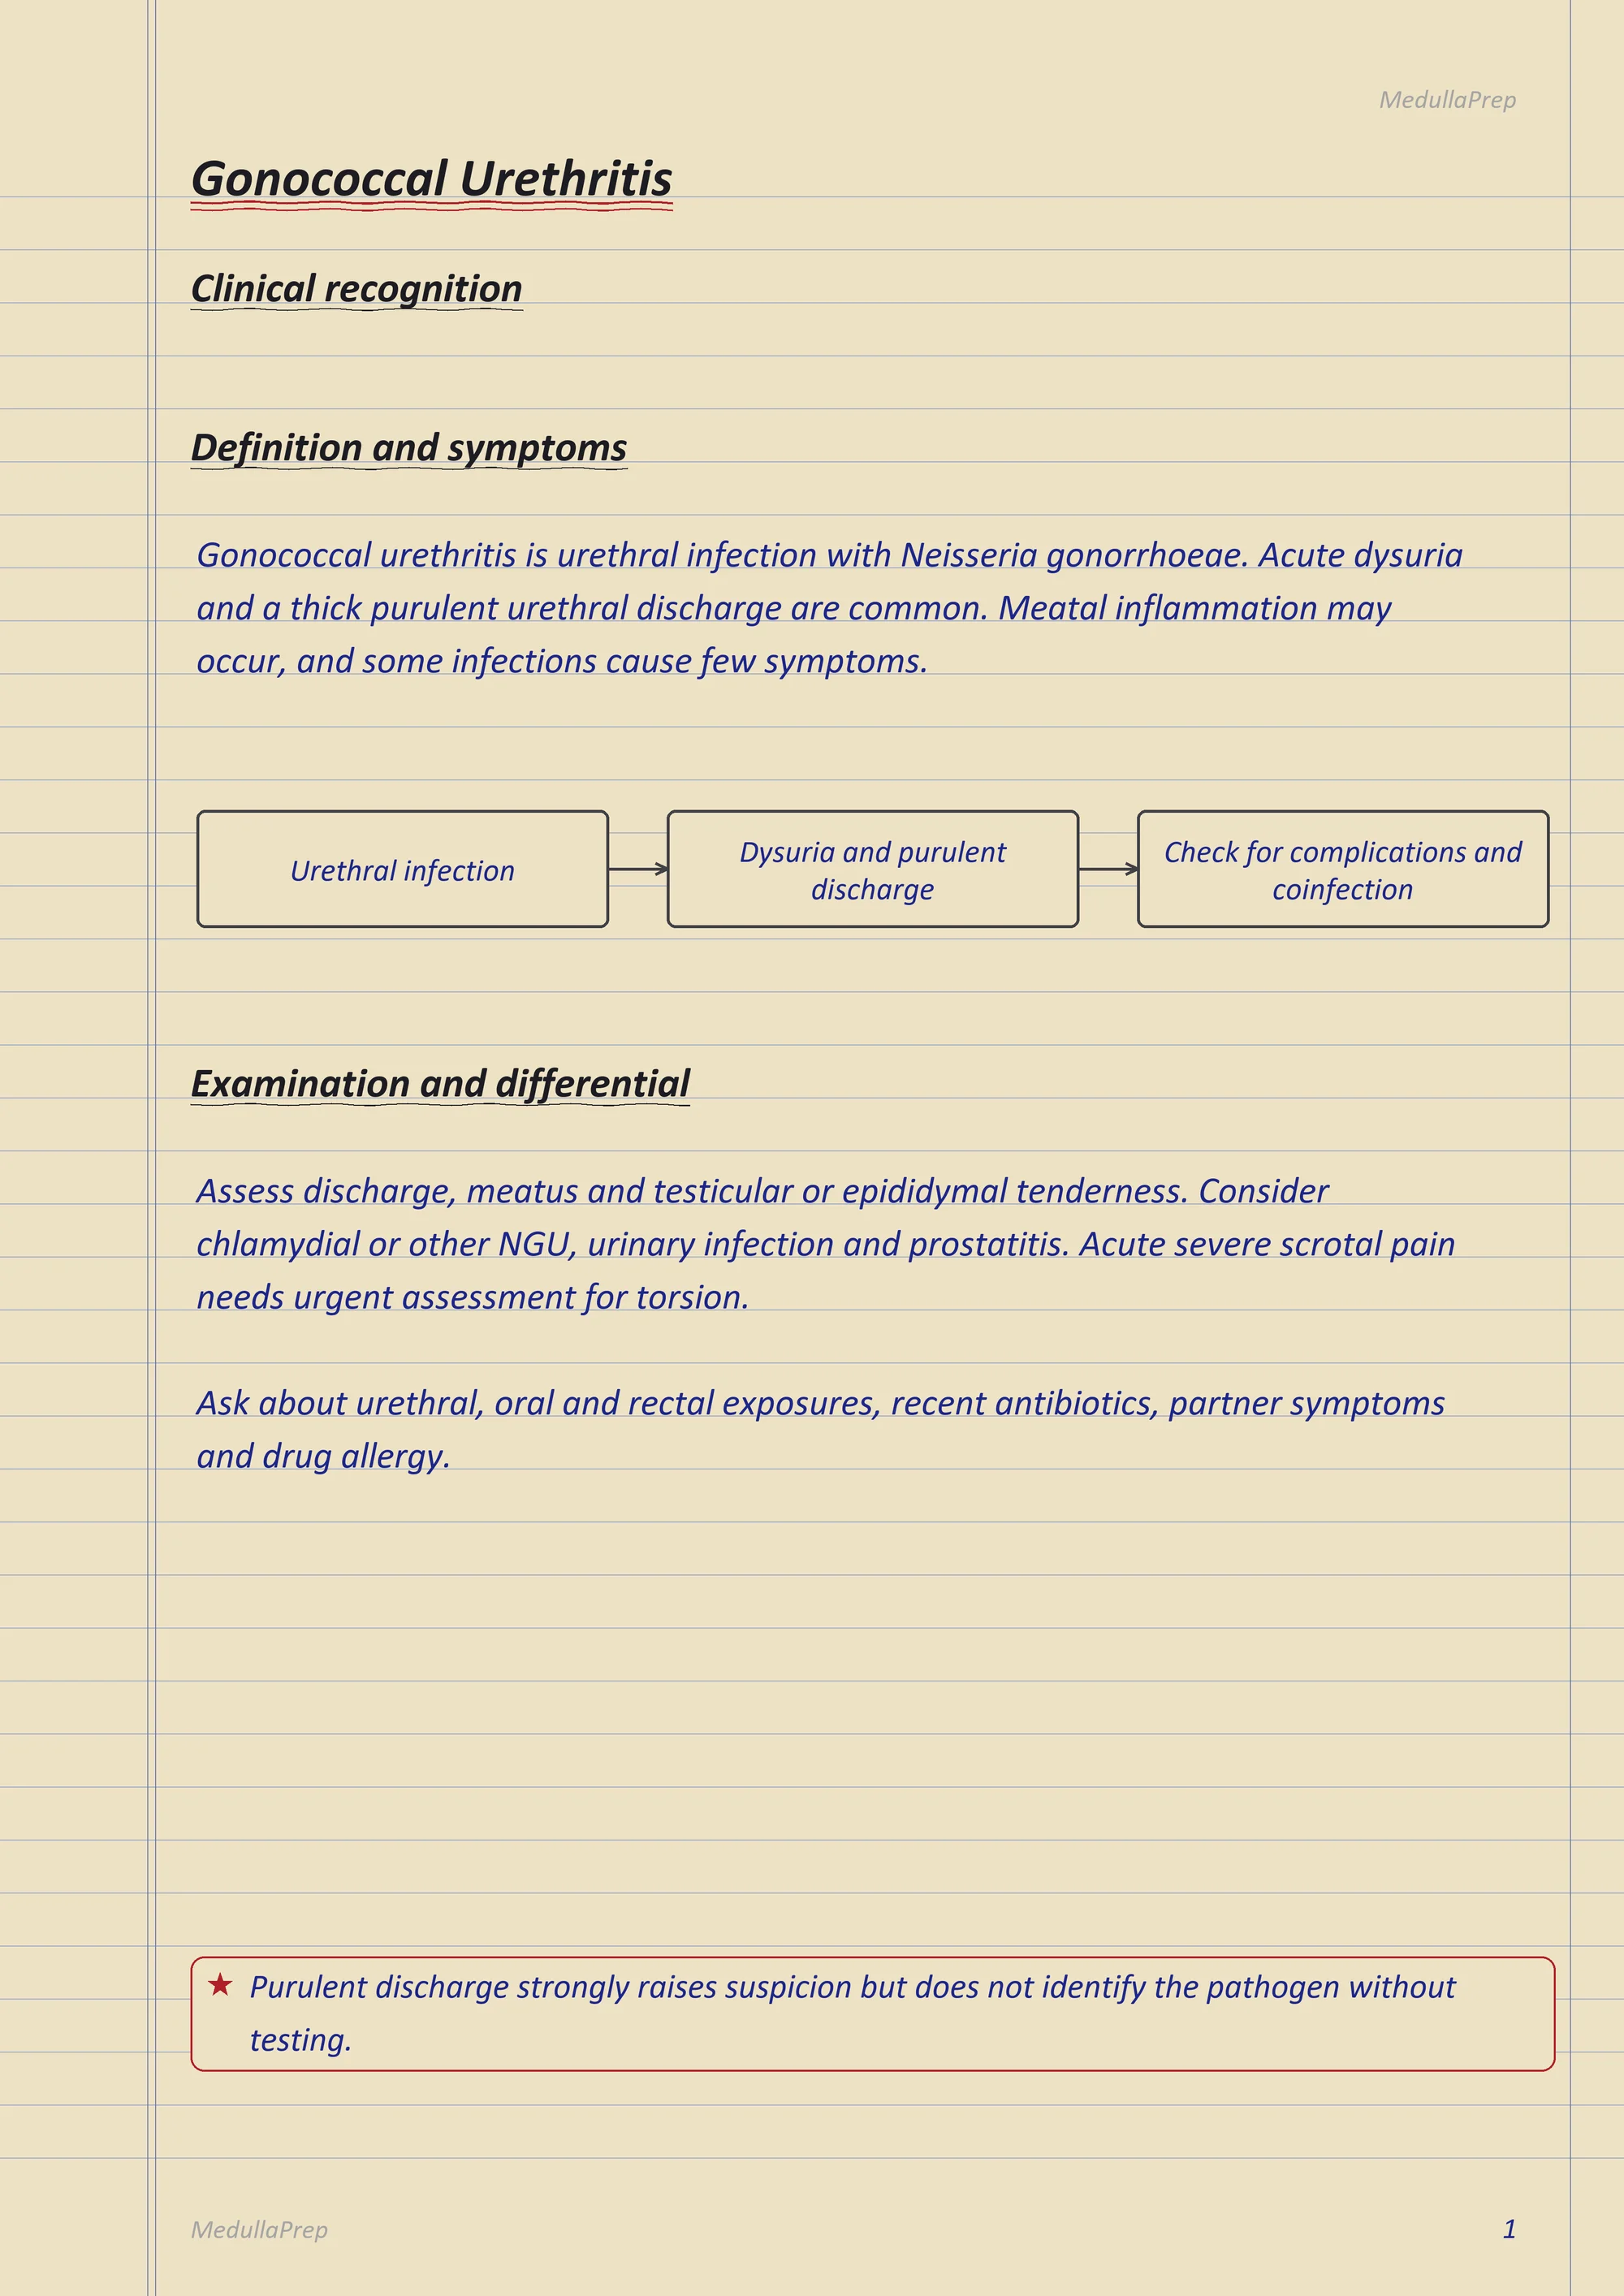 MedullaPrep
Gonococcal Urethritis
Clinical recognition
Definition and symptoms
Gonococcal urethritis is urethral infection with Neisseria gonorrhoeae. Acute dysuria
and a thick purulent urethral discharge are common. Meatal inflammation may
occur, and some infections cause few symptoms.
Urethral infection
Dysuria and purulent
discharge
Check for complications and
coinfection
Examination and differential
Assess discharge, meatus and testicular or epididymal tenderness. Consider
chlamydial or other NGU, urinary infection and prostatitis. Acute severe scrotal pain
needs urgent assessment for torsion.
Ask about urethral, oral and rectal exposures, recent antibiotics, partner symptoms
and drug allergy.
★ Purulent discharge strongly raises suspicion but does not identify the pathogen without
testing.
MedullaPrep
1